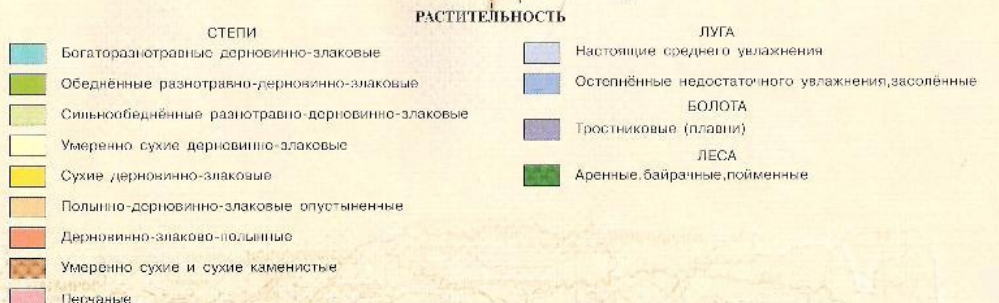 РАСТИТЕЛЬНОСТЬ
СТЕПИ
Богаторазнотравные дерновинно-злаковые
Обеднённые разнотравно-дерновинно-злаковые
Сильнообеднённые разнотравно-дерновинно-злаковые
Умеренно сухие дерновинно-злаковые
Сухие дерновинно-злаковые
Полынно-дерновинно-злаковые опустыненные
Дерновинно-злаково-полынные
Умеренно сухие и сухие каменистые
Песчаные
ЛУГА
Настоящие среднего увлажнения
Остепнённые недостаточного увлажнения,засолённые
БОЛОТА
Тростниковые (плавни)
ЛЕСА
Аренные,байрачные,пойменные